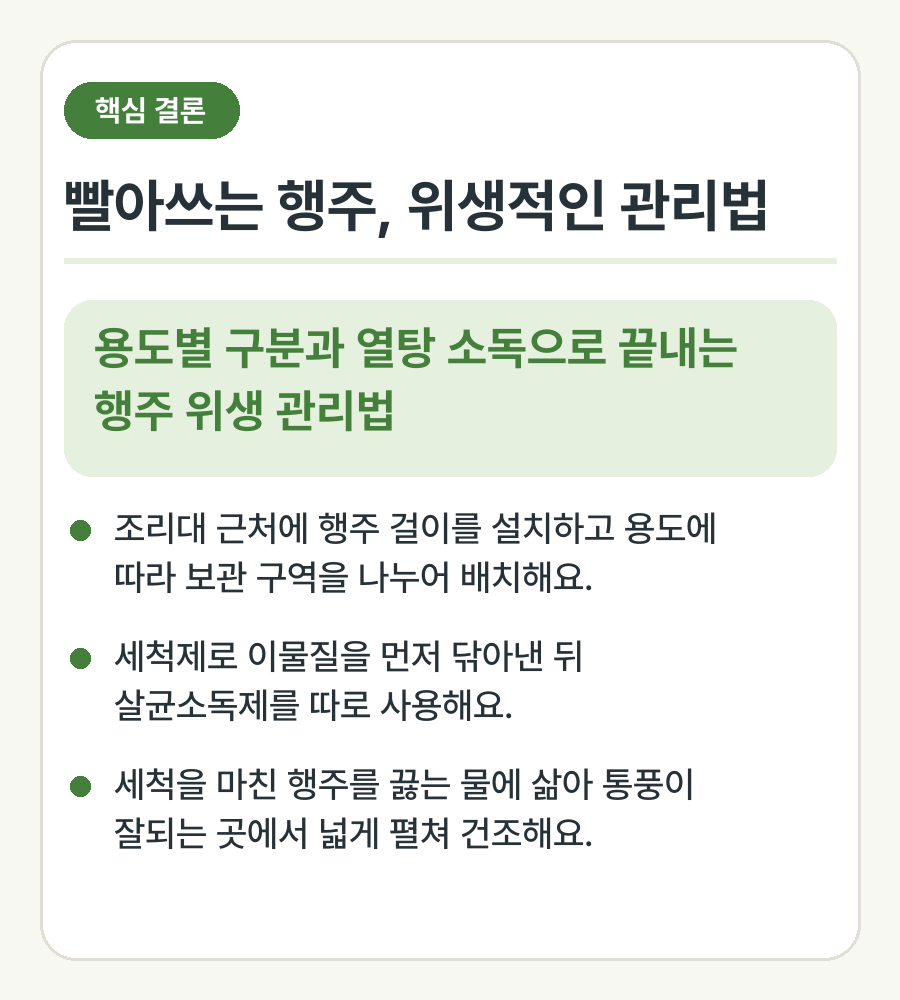 핵심 결론
빨아쓰는 행주, 위생적인 관리법
용도별 구분과 열탕 소독으로 끝내는
행주 위생 관리법
조리대 근처에 행주 걸이를 설치하고 용도에
따라 보관 구역을 나누어 배치해요.
세척제로 이물질을 먼저 닦아낸 뒤
살균소독제를 따로 사용해요.
세척을 마친 행주를 끓는 물에 삶아 통풍이
잘되는 곳에서 넓게 펼쳐 건조해요.